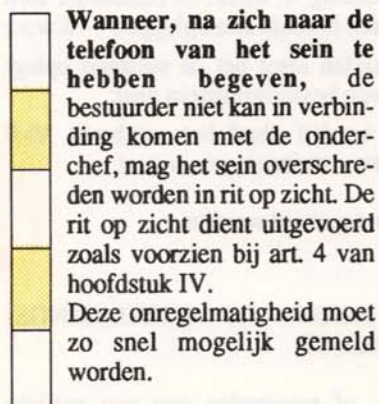 Wanneer, na zich naar de
telefoon van het sein te
hebben begeven, de
bestuurder niet kan in verbin-
ding komen met de onder-
chef, mag het sein overschre-
den worden in rit op zicht. De
rit op zicht dient uitgevoerd
zoals voorzien bij art. 4 van
hoofdstuk IV.
Deze onregelmatigheid moet
zo snel mogelijk gemeld
worden.